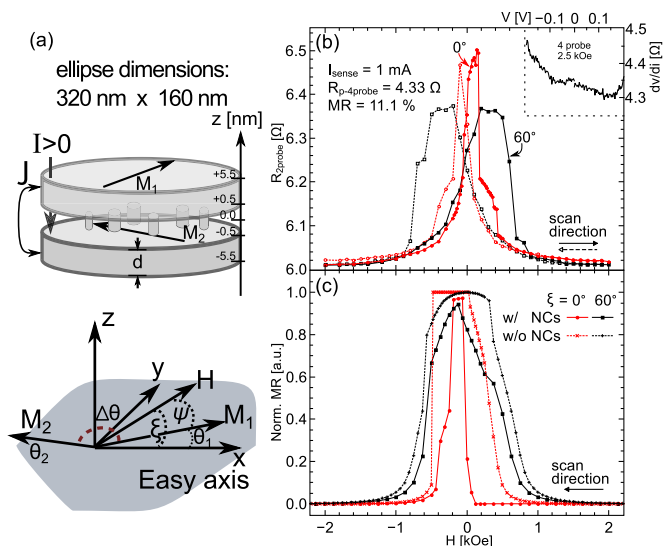 (a)
ellipse dimensions:
320 nm x 160 nm
z [nm]
I>0
J
M1
+5.5
+0.5
0.0
-0.5
M2
-5.5
d
z
y
H
M2
Δθ
ψ
M1
ξ
θ1
θ2
x
Easy axis
V [V] −0.1 0 0.1
(b)
6.5
6.4
6.3
6.2
6.1
6.0
R2probe [Ω]
Isense = 1 mA
Rp-4probe = 4.33 Ω
MR = 11.1 %
0°
60°
4 probe
2.5 kOe
4.5
4.4
4.3
dv/di [Ω]
scan
direction
(c)
1.0
0.8
0.6
0.4
0.2
0.0
Norm. MR [a.u.]
ξ = 0° 60°
w/ NCs
w/o NCs
scan
direction
−2 −1 0 1 2
H [kOe]